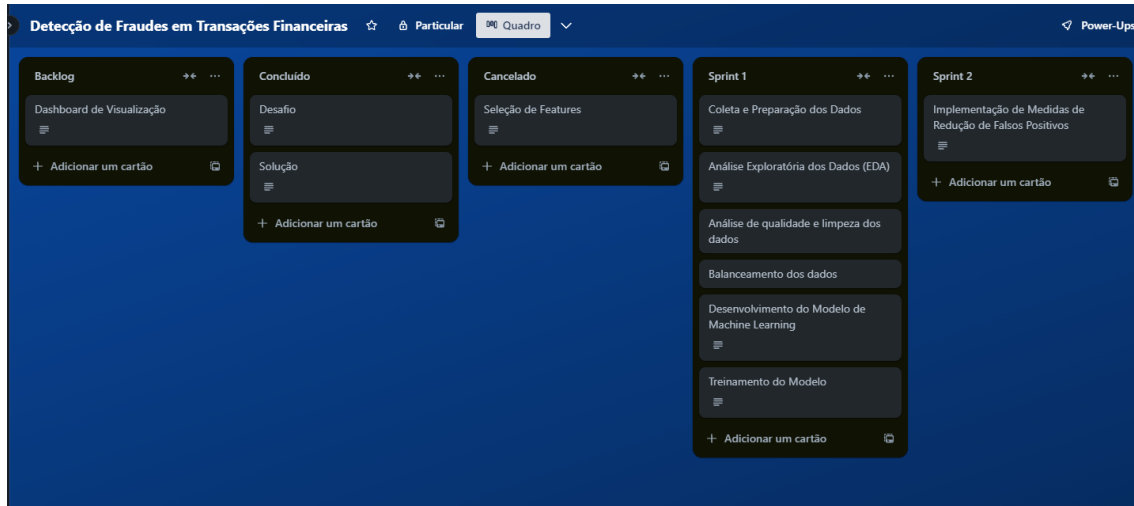 Detecção de Fraudes em Transações Financeiras
Particular
Quadro
Power-Ups
Backlog
Dashboard de Visualização
+ Adicionar um cartão
Concluído
Desafio
Solução
+ Adicionar um cartão
Cancelado
Seleção de Features
+ Adicionar um cartão
Sprint 1
Coleta e Preparação dos Dados
Análise Exploratória dos Dados (EDA)
Análise de qualidade e limpeza dos
dados
Balanceamento dos dados
Desenvolvimento do Modelo de
Machine Learning
Treinamento do Modelo
+ Adicionar um cartão
Sprint 2
Implementação de Medidas de
Redução de Falsos Positivos
+ Adicionar um cartão